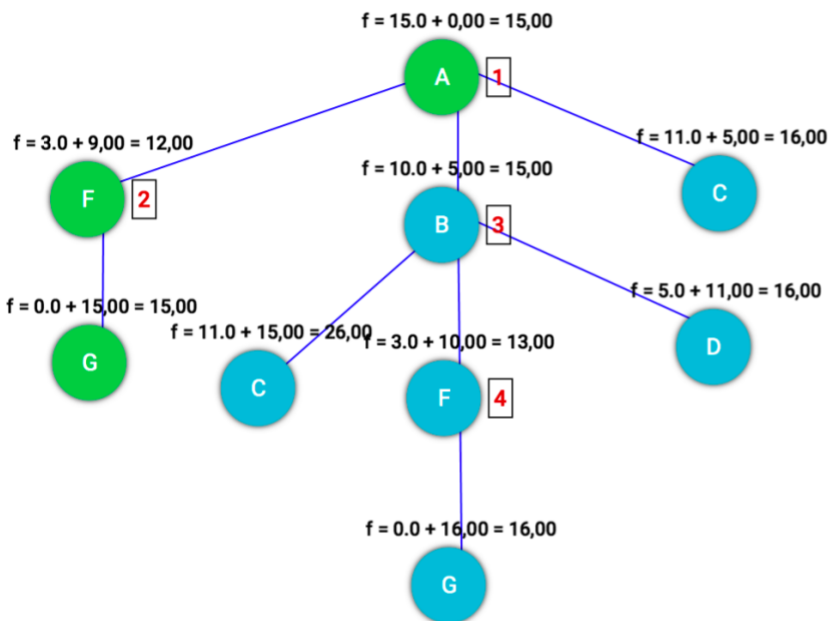 f = 15.0 + 0,00 = 15,00
A 1
f = 3.0 + 9,00 = 12,00
f = 11.0 + 5,00 = 16,00
f = 10.0 + 5,00 = 15,00
F 2
C
B 3
f = 0.0 + 15,00 = 15,00
f = 5.0 + 11,00 = 16,00
f = 11.0 + 15,00 = 26,00
f = 3.0 + 10,00 = 13,00
G
D
C
F 4
f = 0.0 + 16,00 = 16,00
G